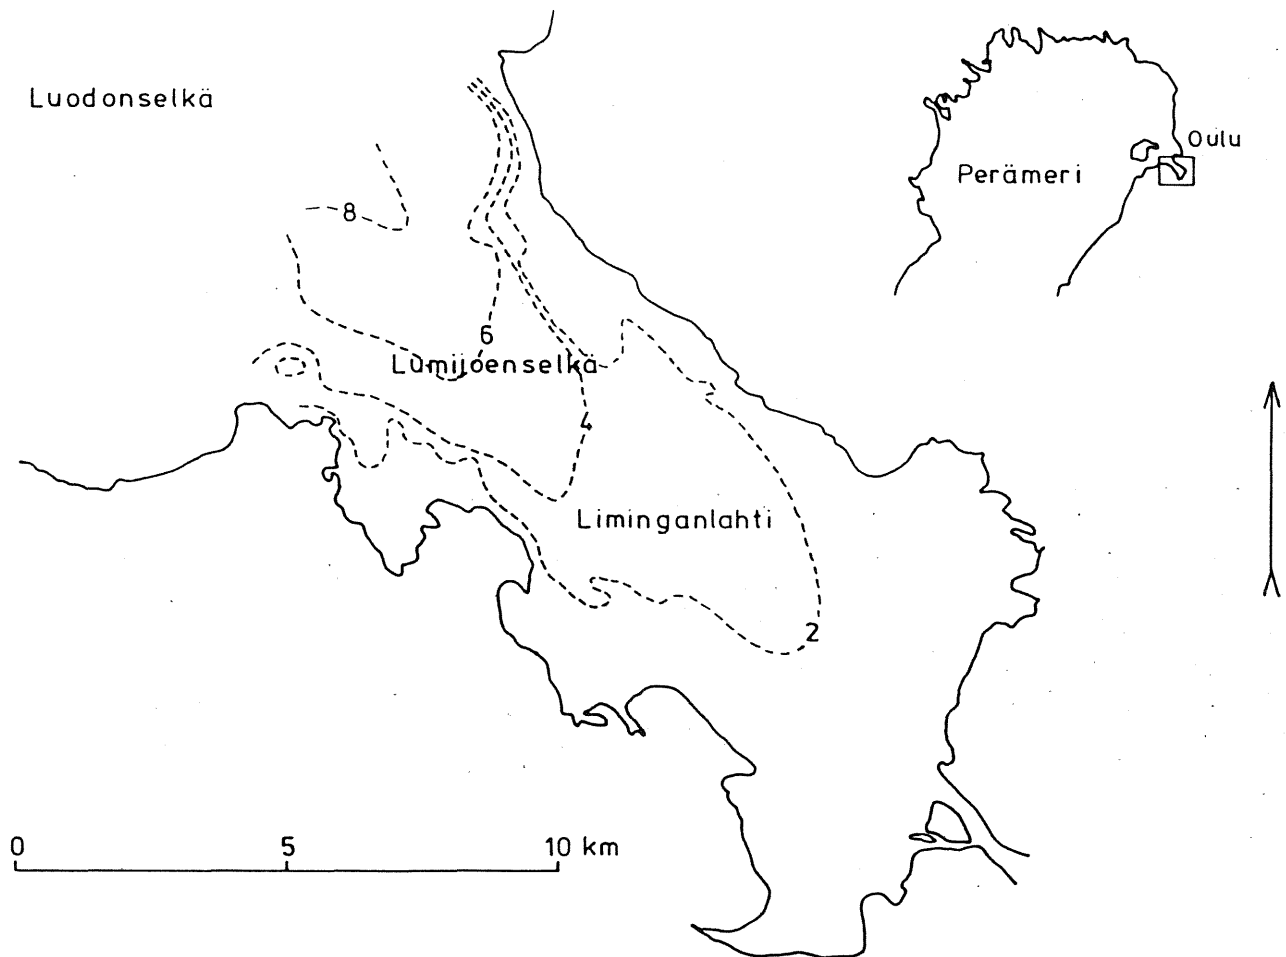 Luodonselkä
Oulu
Perämeri
8
6
Lumijoenselkä
4
Liminganlahti
2
0 5 10 km